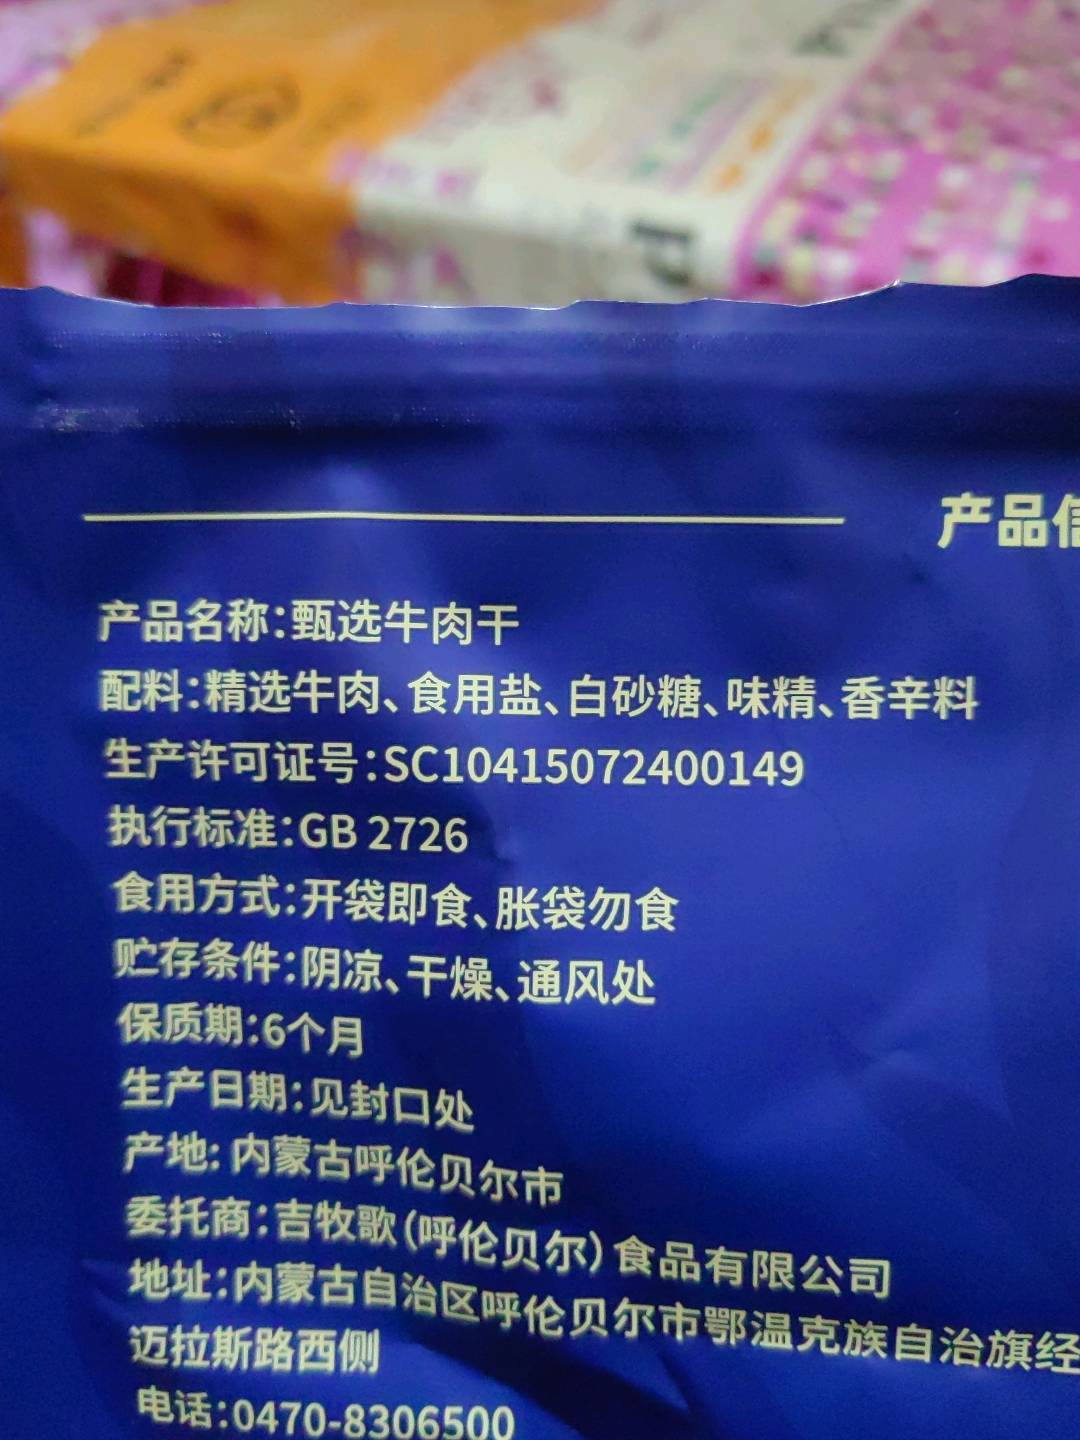 产品信
产品名称:甄选牛肉干
配料:精选牛肉、食用盐、白砂糖、味精、香辛料
生产许可证号:SC10415072400149
执行标准:GB 2726
食用方式:开袋即食、胀袋勿食
贮存条件:阴凉、干燥、通风处
保质期:6个月
生产日期:见封口处
产地:内蒙古呼伦贝尔市
委托商:吉牧歌(呼伦贝尔)食品有限公司
地址:内蒙古自治区呼伦贝尔市鄂温克族自治旗经
迈拉斯路西侧
电话:0470-8306500